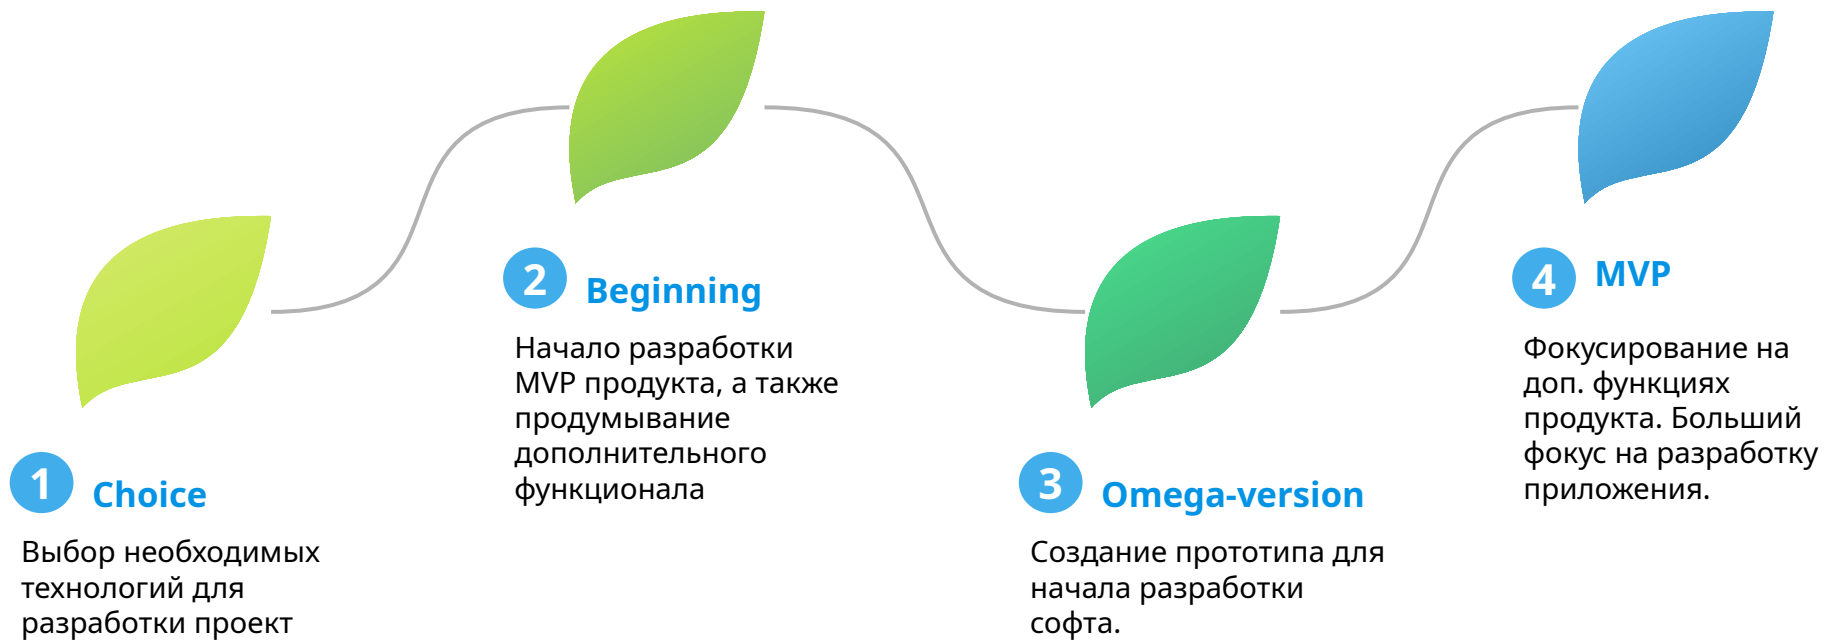 1
Choice
Выбор необходимых
технологий для
разработки проект
2
Beginning
Начало разработки
MVP продукта, а также
продумывание
дополнительного
функционала
3
Omega-version
Создание прототипа для
начала разработки
софта.
4
MVP
Фокусирование на
доп. функциях
продукта. Больший
фокус на разработку
приложения.